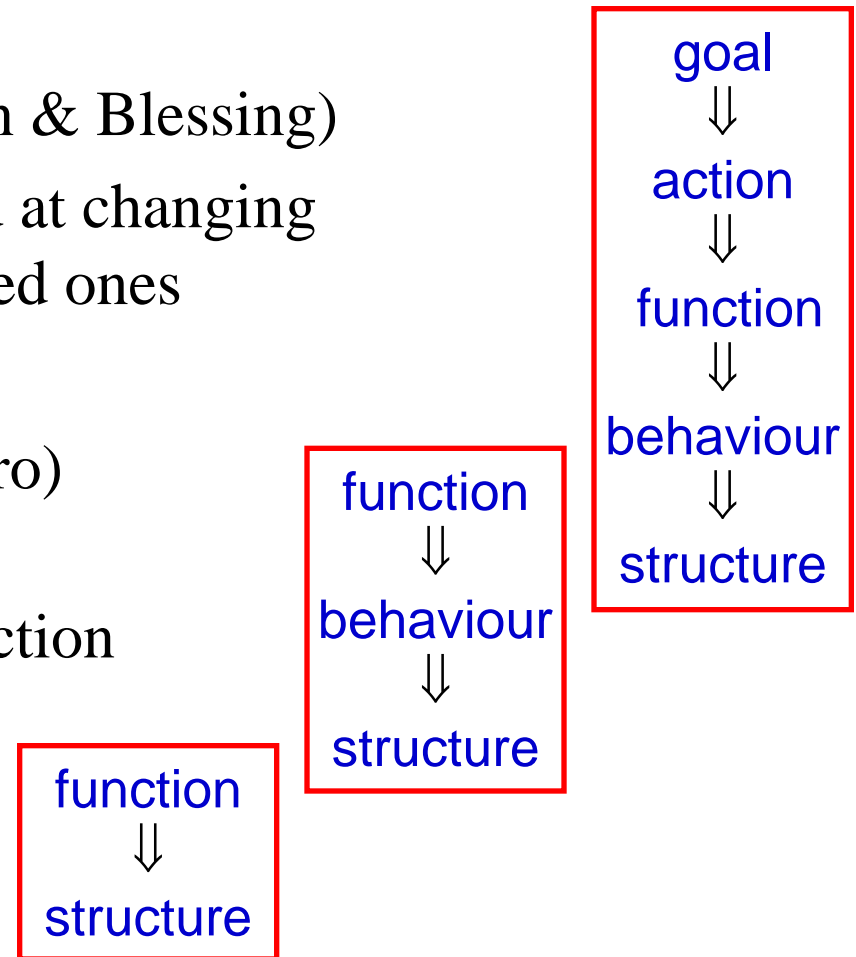 n & Blessing)
at changing
ed ones
ro)
ction
goal
⇓
action
⇓
function
⇓
behaviour
⇓
structure
function
⇓
behaviour
⇓
structure
function
⇓
structure